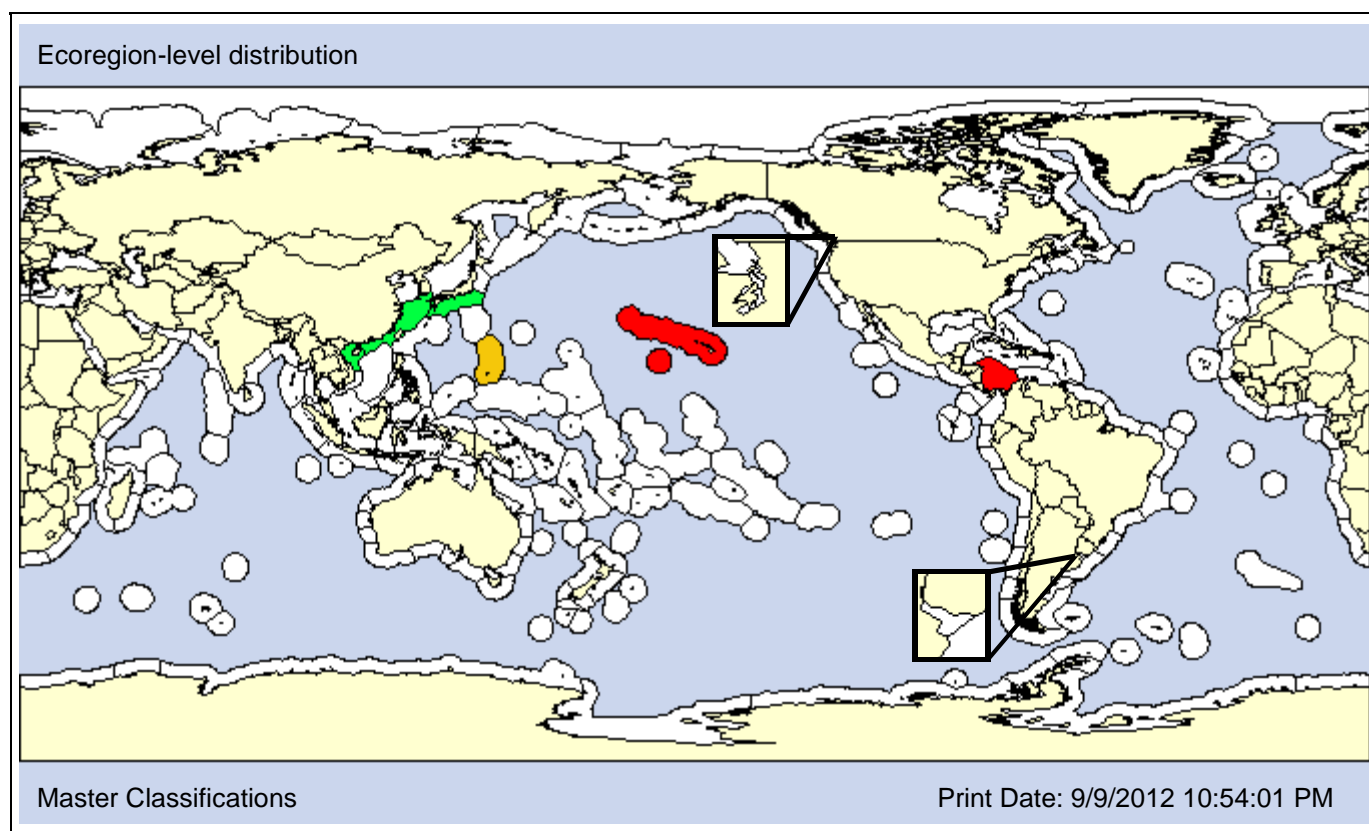 Ecoregion-level distribution
Master Classifications
Print Date: 9/9/2012 10:54:01 PM